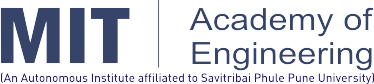 MIT
Academy of
Engineering
(An Autonomous Institute affiliated to Savitribai Phule Pune University)